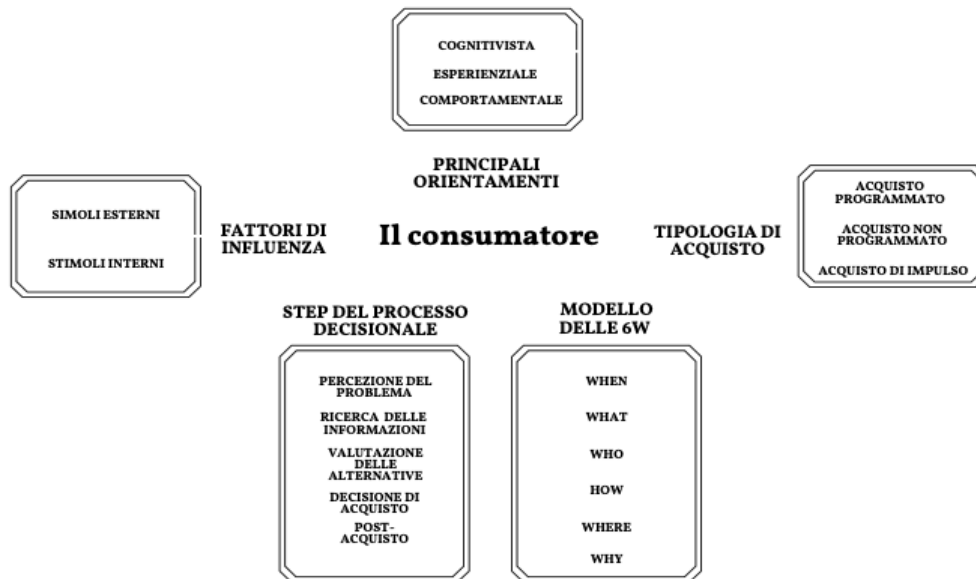 COGNITIVISTA
ESPERIENZIALE
COMPORTAMENTALE
PRINCIPALI
ORIENTAMENTI
SIMOLI ESTERNI
STIMOLI INTERNI
FATTORI DI
INFLUENZA
Il consumatore
TIPOLOGIA DI
ACQUISTO
ACQUISTO
PROGRAMMATO
ACQUISTO NON
PROGRAMMATO
ACQUISTO DI IMPULSO
STEP DEL PROCESSO
DECISIONALE
PERCEZIONE DEL
PROBLEMA
RICERCA DELLE
INFORMAZIONI
VALUTAZIONE
DELLE
ALTERNATIVE
DECISIONE DI
ACQUISTO
POST-
ACQUISTO
MODELLO
DELLE 6W
WHEN
WHAT
WHO
HOW
WHERE
WHY